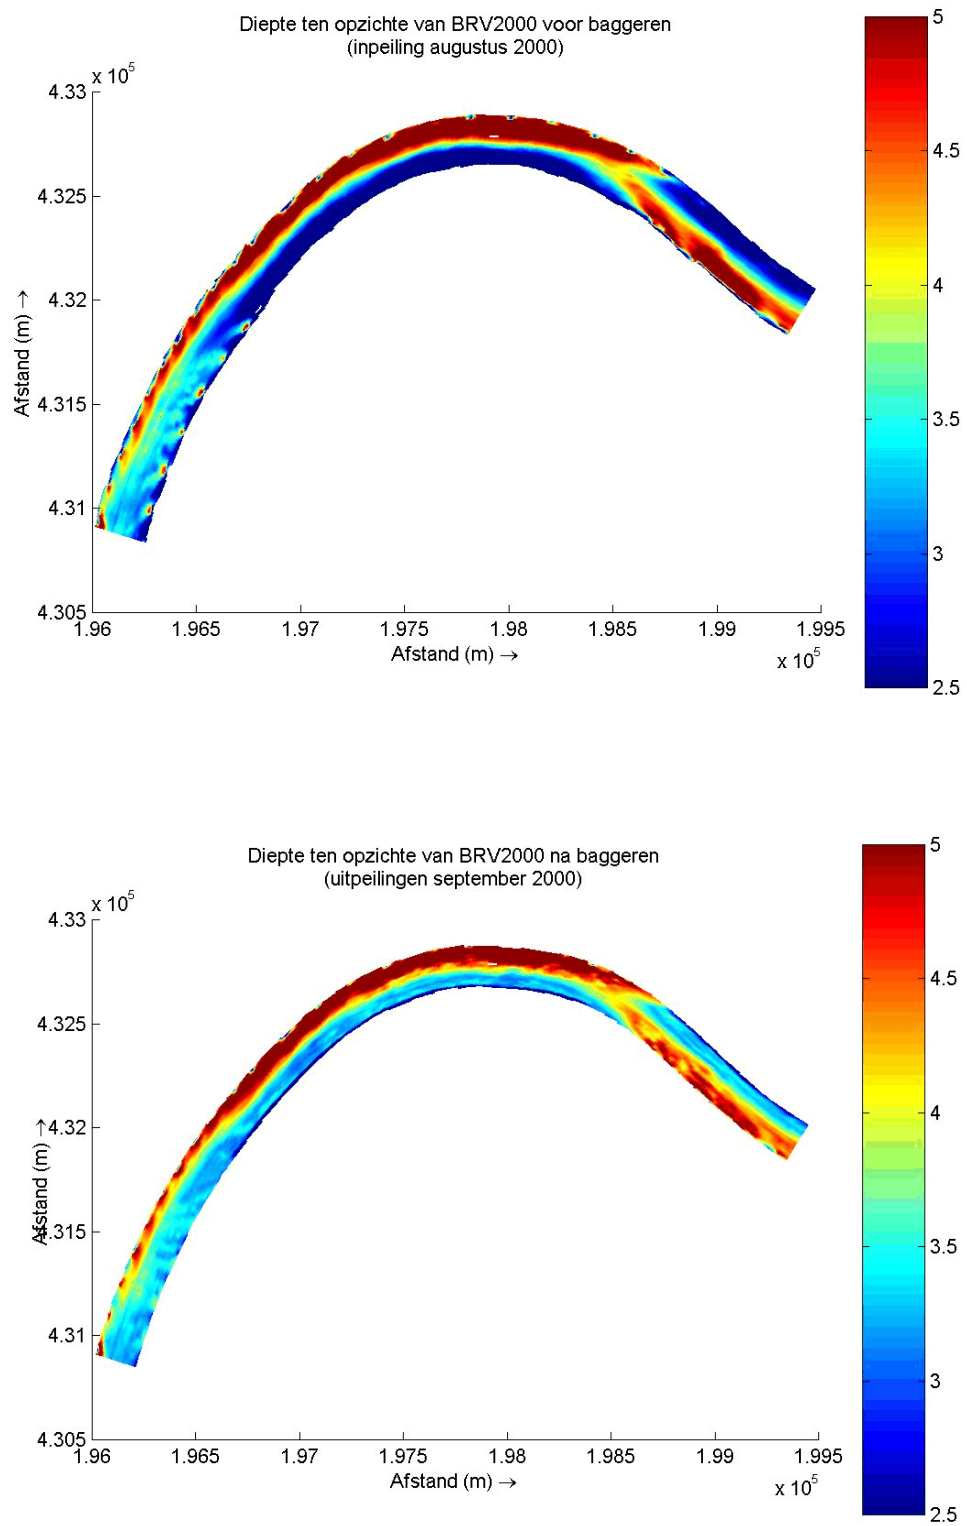 Diepte ten opzichte van BRV2000 voor baggeren
(inpeiling augustus 2000)
x 10^5
4.33
4.325
4.32
4.315
4.31
4.305
Afstand (m) →
1.96 1.965 1.97 1.975 1.98 1.985 1.99 1.995
Afstand (m) →
x 10^5
5
4.5
4
3.5
3
2.5
Diepte ten opzichte van BRV2000 na baggeren
(uitpeilingen september 2000)
x 10^5
4.33
4.325
4.32
4.315
4.31
4.305
Afstand (m) →
1.96 1.965 1.97 1.975 1.98 1.985 1.99 1.995
Afstand (m) →
x 10^5
5
4.5
4
3.5
3
2.5